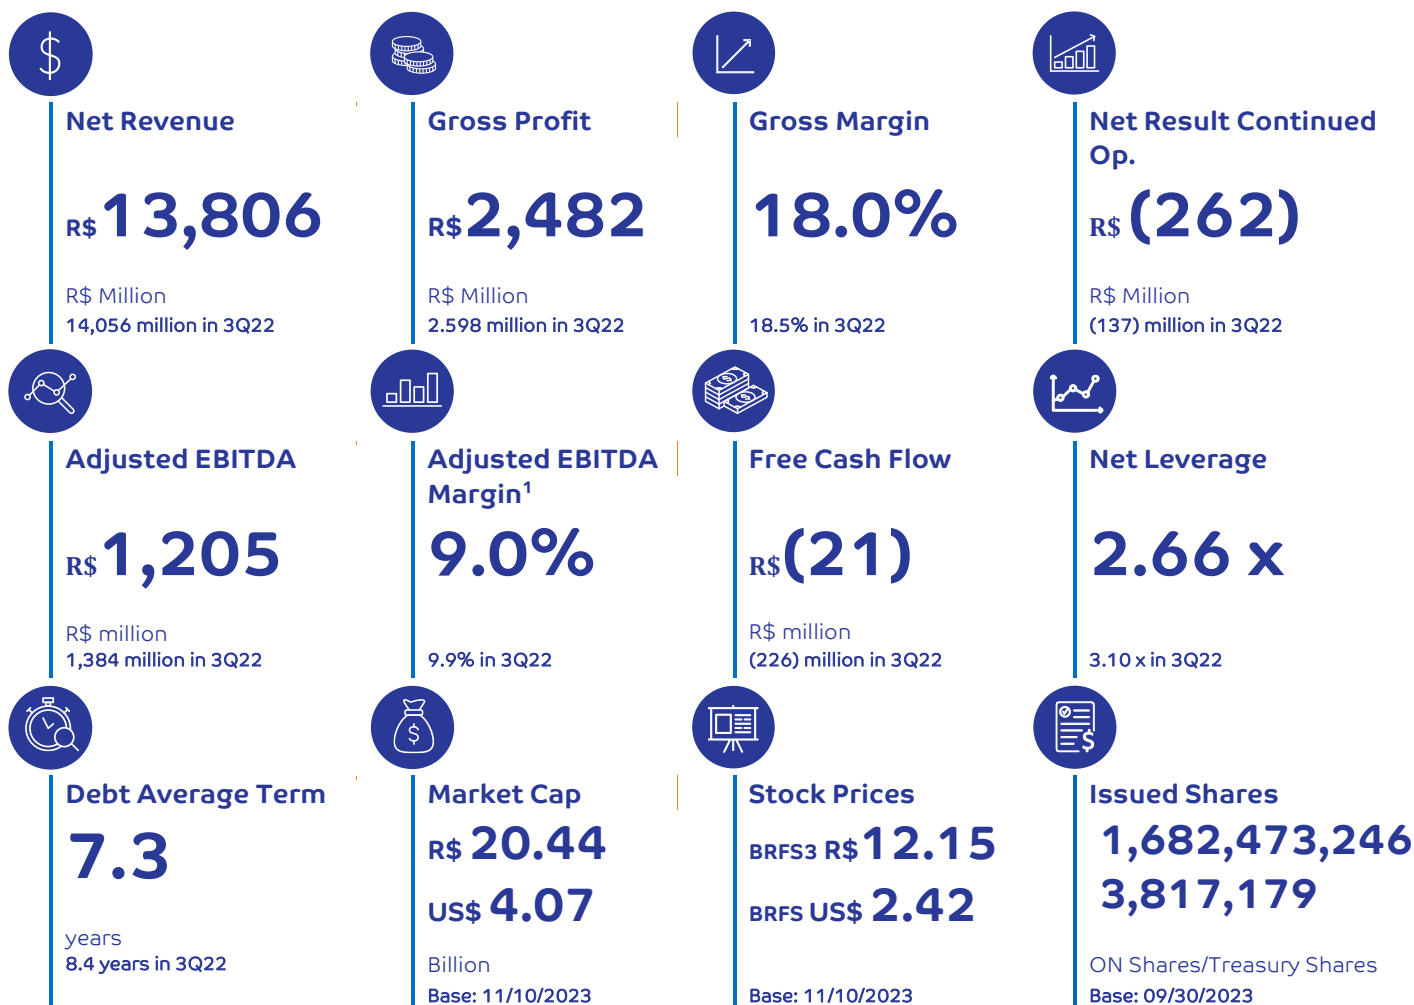 Net Revenue
R$ 13,806
R$ Million
14,056 million in 3Q22
Gross Profit
R$ 2,482
R$ Million
2.598 million in 3Q22
Gross Margin
18.0%
18.5% in 3Q22
Net Result Continued
Op.
R$ (262)
R$ Million
(137) million in 3Q22
Adjusted EBITDA
R$ 1,205
R$ million
1,384 million in 3Q22
Adjusted EBITDA
Margin¹
9.0%
9.9% in 3Q22
Free Cash Flow
R$ (21)
R$ million
(226) million in 3Q22
Net Leverage
2.66 x
3.10 x in 3Q22
Debt Average Term
7.3
years
8.4 years in 3Q22
Market Cap
R$ 20.44
US$ 4.07
Billion
Base: 11/10/2023
Stock Prices
BRFS3 R$ 12.15
BRFS US$ 2.42
Base: 11/10/2023
Issued Shares
1,682,473,246
3,817,179
ON Shares/Treasury Shares
Base: 09/30/2023